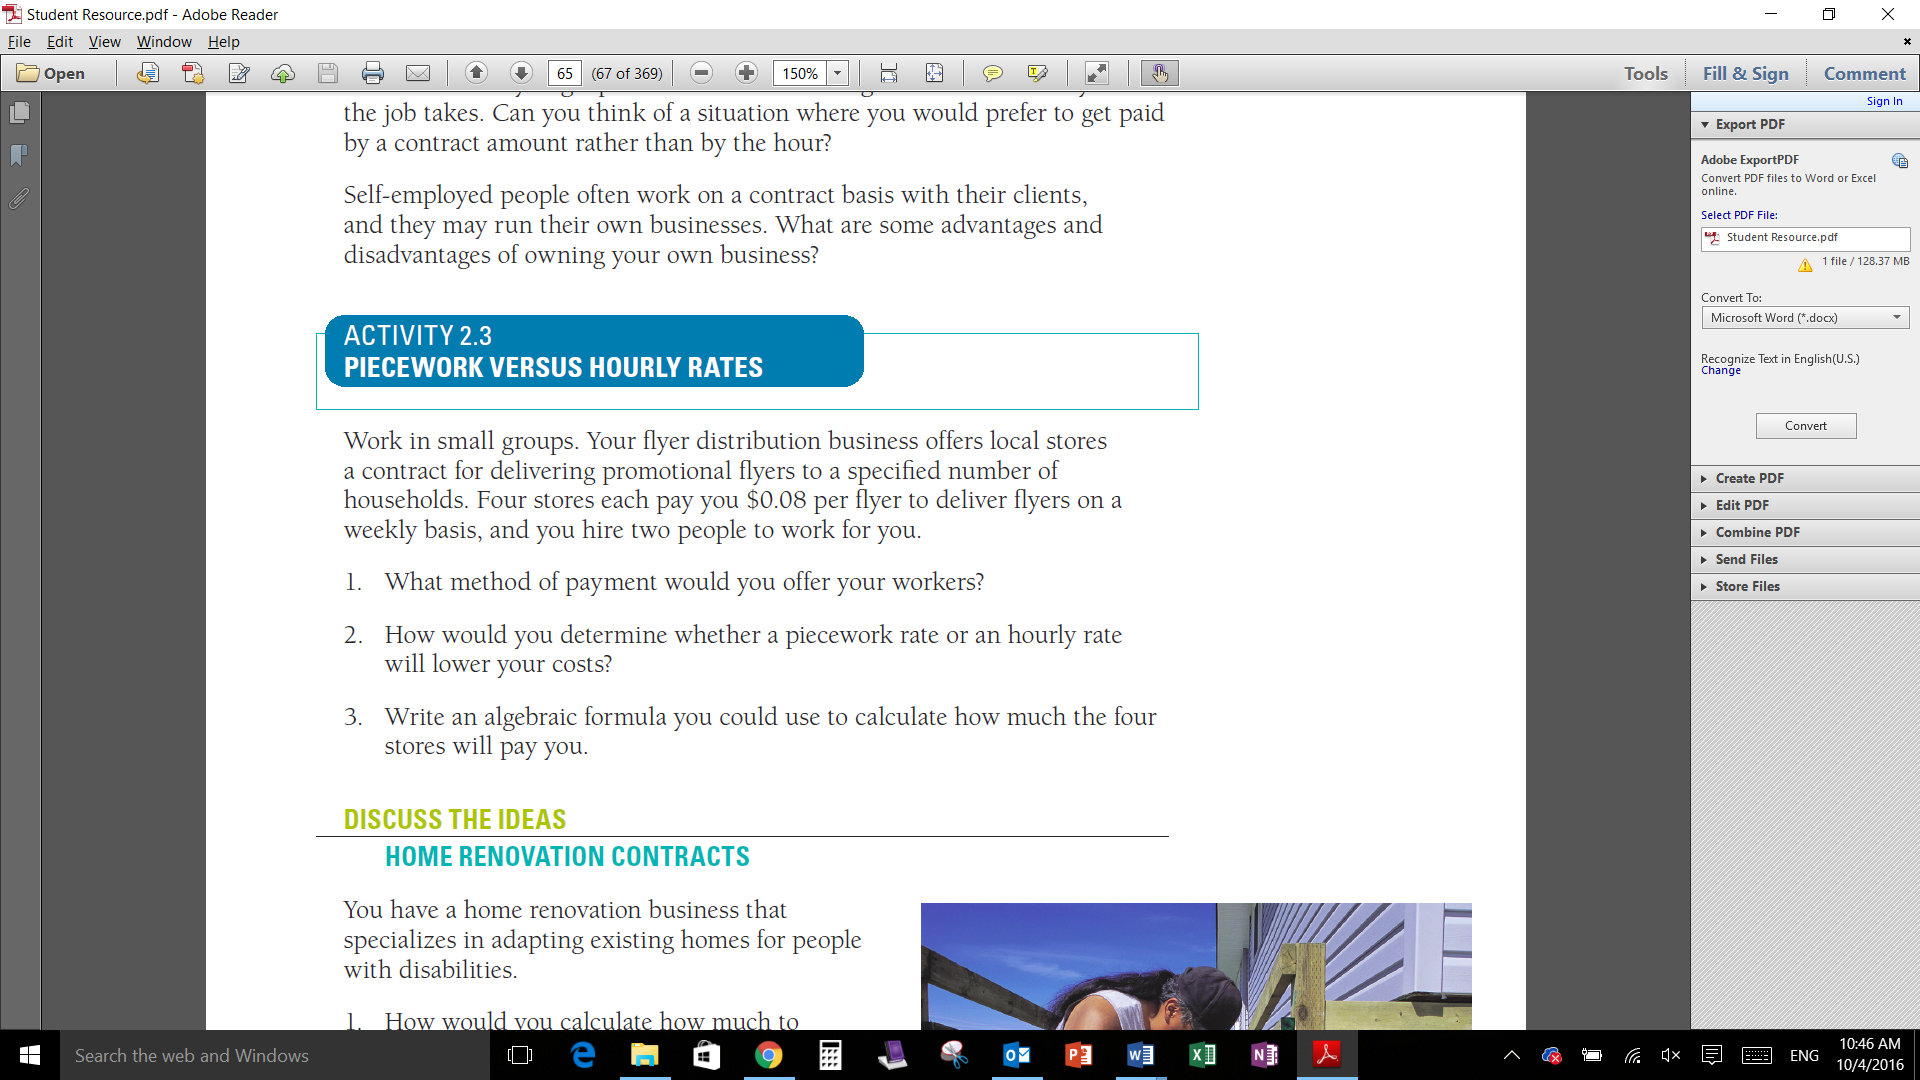 Student Resource.pdf - Adobe Reader
File Edit View Window Help
Open 65 (67 of 369) 150% Tools Fill & Sign Comment
Sign In
Export PDF
Adobe ExportPDF
Convert PDF files to Word or Excel
online.
Select PDF File:
Student Resource.pdf
1 file / 128.37 MB
Convert To:
Microsoft Word (*.docx)
Recognize Text in English(U.S.)
Change
Convert
Create PDF
Edit PDF
Combine PDF
Send Files
Store Files
the job takes. Can you think of a situation where you would prefer to get paid
by a contract amount rather than by the hour?
Self-employed people often work on a contract basis with their clients,
and they may run their own businesses. What are some advantages and
disadvantages of owning your own business?
ACTIVITY 2.3
PIECEWORK VERSUS HOURLY RATES
Work in small groups. Your flyer distribution business offers local stores
a contract for delivering promotional flyers to a specified number of
households. Four stores each pay you $0.08 per flyer to deliver flyers on a
weekly basis, and you hire two people to work for you.
1. What method of payment would you offer your workers?
2. How would you determine whether a piecework rate or an hourly rate
will lower your costs?
3. Write an algebraic formula you could use to calculate how much the four
stores will pay you.
DISCUSS THE IDEAS
HOME RENOVATION CONTRACTS
You have a home renovation business that
specializes in adapting existing homes for people
with disabilities.
1. How would you calculate how much to
Search the web and Windows
ENG
10:46 AM
10/4/2016